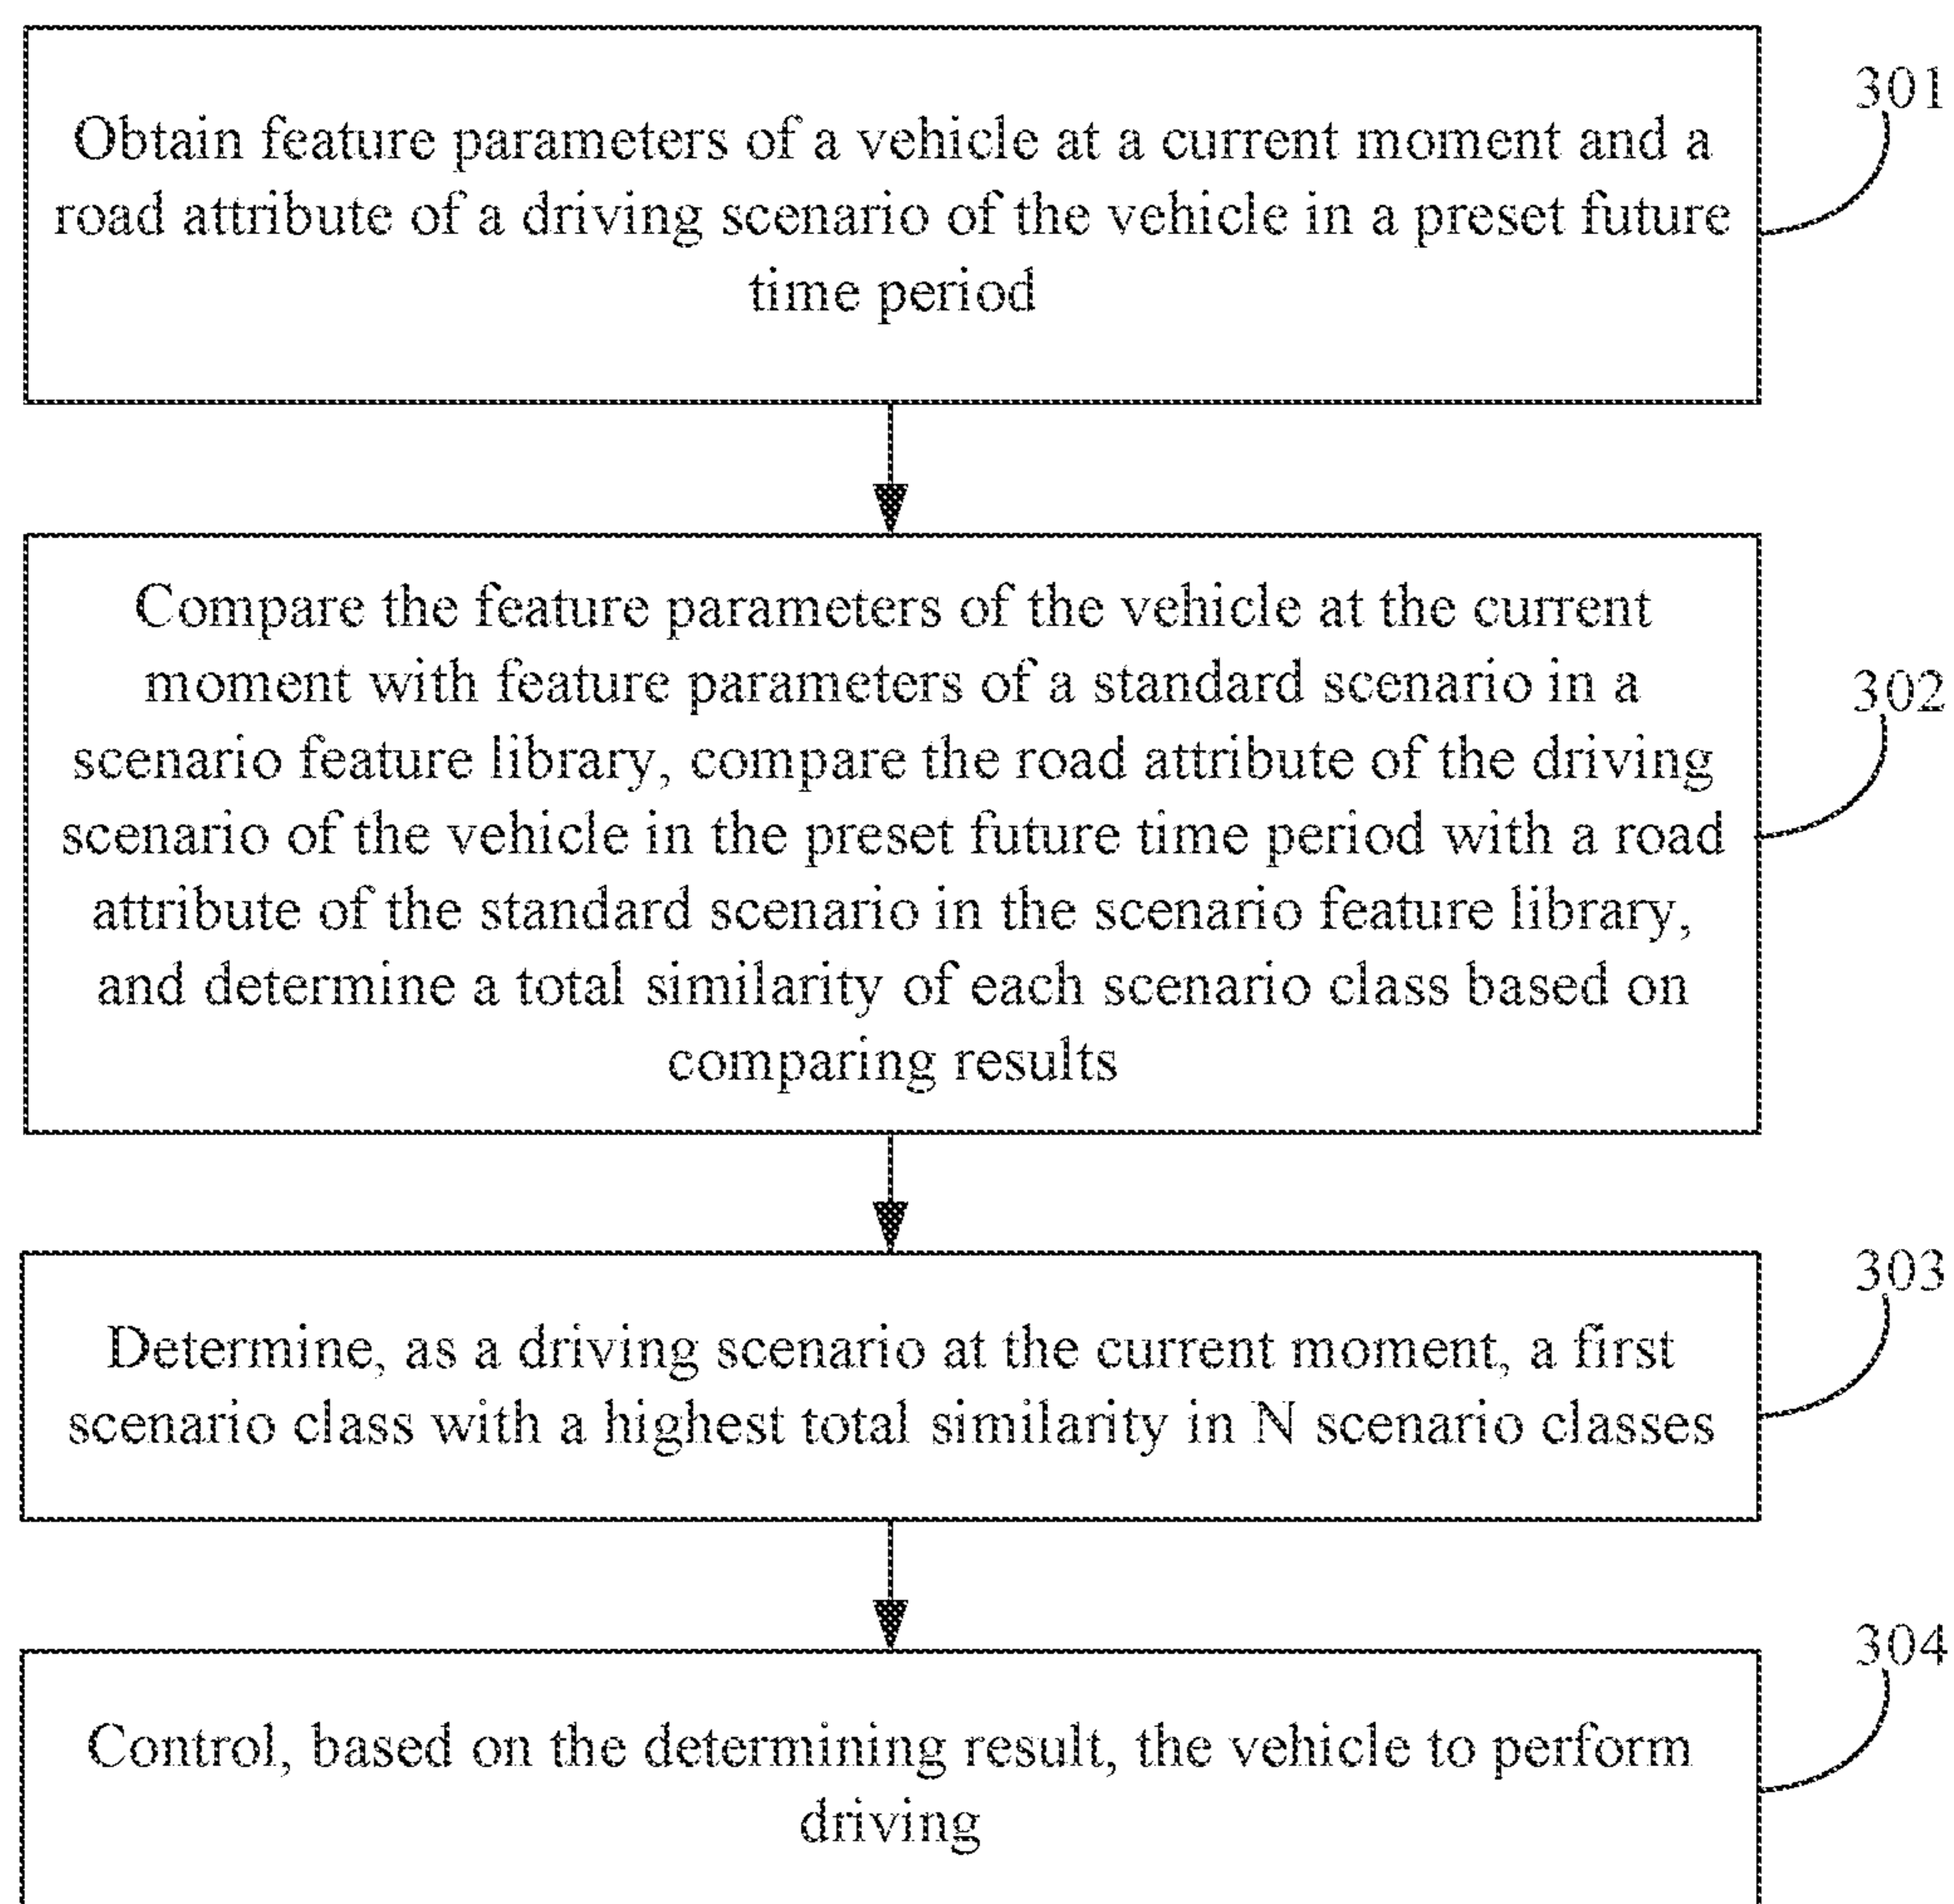 301
Obtain feature parameters of a vehicle at a current moment and a
road attribute of a driving scenario of the vehicle in a preset future
time period
302
Compare the feature parameters of the vehicle at the current
moment with feature parameters of a standard scenario in a
scenario feature library, compare the road attribute of the driving
scenario of the vehicle in the preset future time period with a road
attribute of the standard scenario in the scenario feature library,
and determine a total similarity of each scenario class based on
comparing results
303
Determine, as a driving scenario at the current moment, a first
scenario class with a highest total similarity in N scenario classes
304
Control, based on the determining result, the vehicle to perform
driving